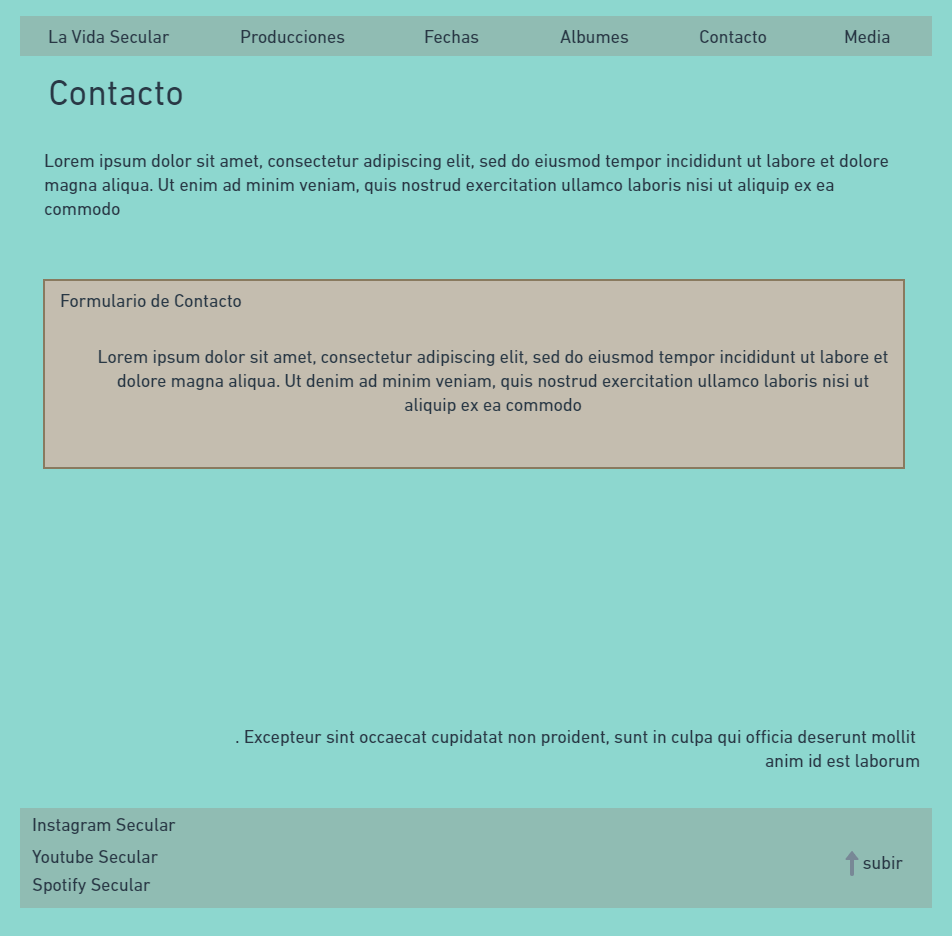 La Vida Secular Producciones Fechas Albumes Contacto Media
Contacto
Lorem ipsum dolor sit amet, consectetur adipiscing elit, sed do eiusmod tempor incididunt ut labore et dolore
magna aliqua. Ut enim ad minim veniam, quis nostrud exercitation ullamco laboris nisi ut aliquip ex ea
commodo
Formulario de Contacto
Lorem ipsum dolor sit amet, consectetur adipiscing elit, sed do eiusmod tempor incididunt ut labore et
dolore magna aliqua. Ut denim ad minim veniam, quis nostrud exercitation ullamco laboris nisi ut
aliquip ex ea commodo
. Excepteur sint occaecat cupidatat non proident, sunt in culpa qui officia deserunt mollit
anim id est laborum
Instagram Secular
Youtube Secular
Spotify Secular
subir